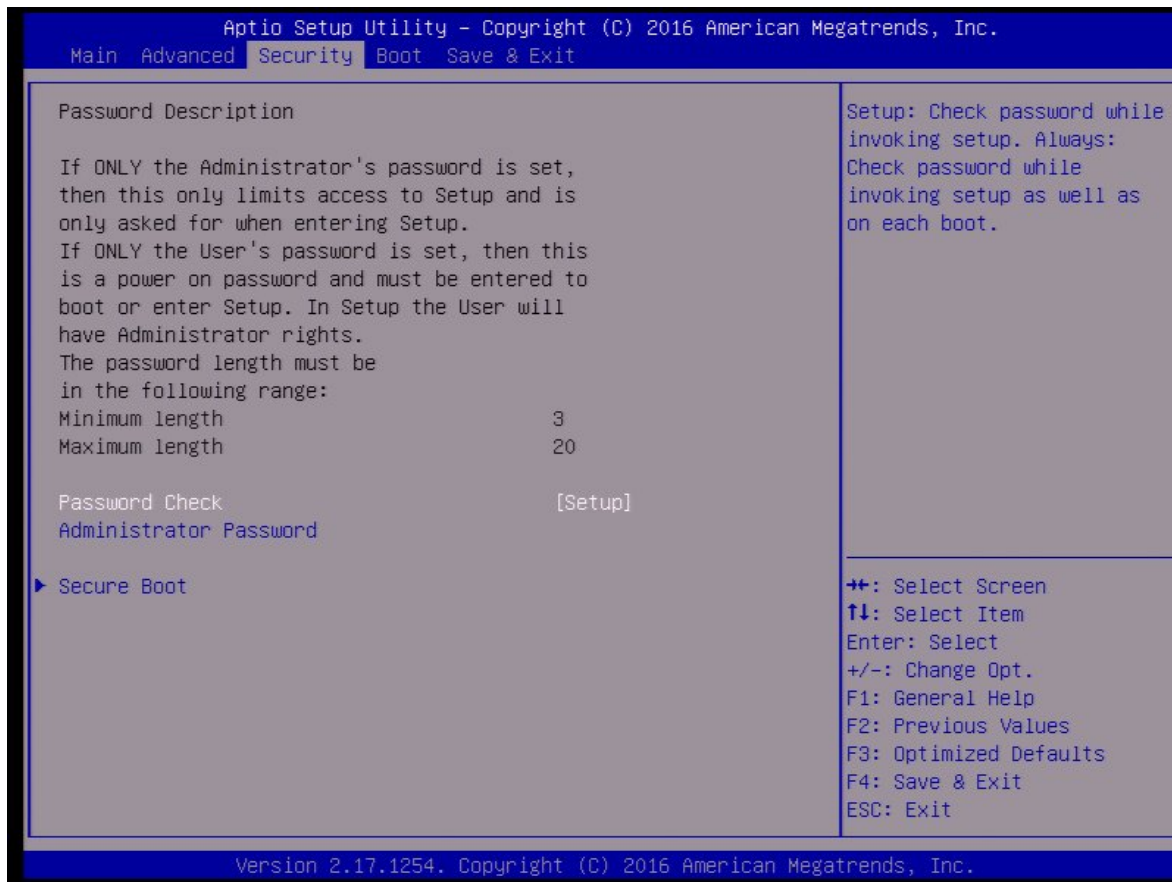 Aptio Setup Utility – Copyright (C) 2016 American Megatrends, Inc.
Main Advanced Security Boot Save & Exit
Password Description
If ONLY the Administrator's password is set,
then this only limits access to Setup and is
only asked for when entering Setup.
If ONLY the User's password is set, then this
is a power on password and must be entered to
boot or enter Setup. In Setup the User will
have Administrator rights.
The password length must be
in the following range:
Minimum length 3
Maximum length 20
Password Check [Setup]
Administrator Password
▶ Secure Boot
Setup: Check password while
invoking setup. Always:
Check password while
invoking setup as well as
on each boot.
→←: Select Screen
↑↓: Select Item
Enter: Select
+/-: Change Opt.
F1: General Help
F2: Previous Values
F3: Optimized Defaults
F4: Save & Exit
ESC: Exit
Version 2.17.1254. Copyright (C) 2016 American Megatrends, Inc.